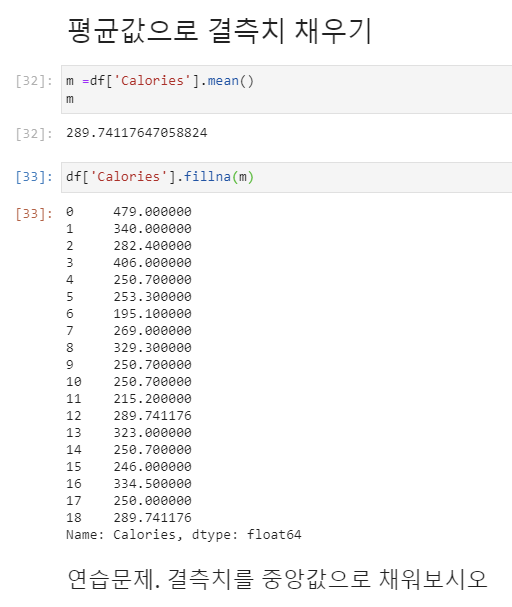 평균값으로 결측치 채우기
[32]: m =df['Calories'].mean()
m
[32]: 289.74117647058824
[33]: df['Calories'].fillna(m)
[33]: 0 479.000000
1 340.000000
2 282.400000
3 406.000000
4 250.700000
5 253.300000
6 195.100000
7 269.000000
8 329.300000
9 250.700000
10 250.700000
11 215.200000
12 289.741176
13 323.000000
14 250.700000
15 246.000000
16 334.500000
17 250.000000
18 289.741176
Name: Calories, dtype: float64
연습문제. 결측치를 중앙값으로 채워보시오